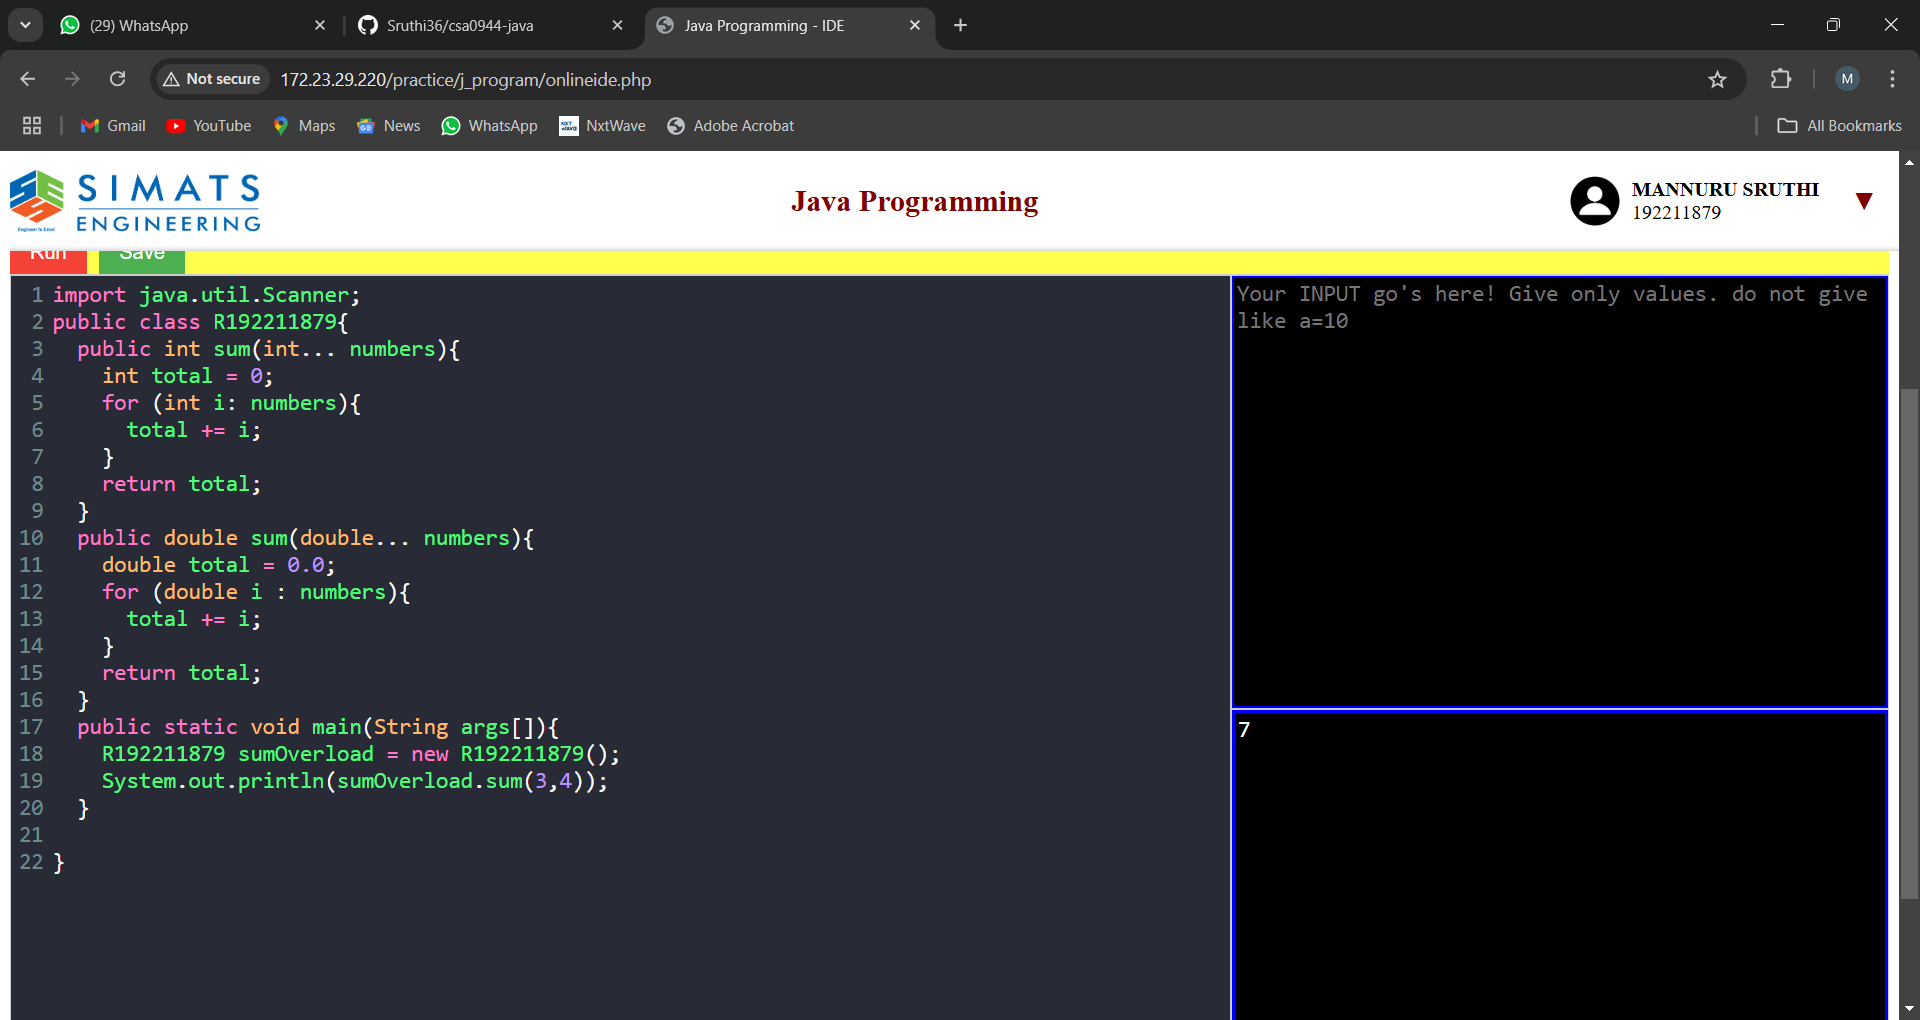 (29) WhatsApp
Sruthi36/csa0944-java
Java Programming - IDE
Not secure
172.23.29.220/practice/j_program/onlineide.php
M
Gmail
YouTube
Maps
News
WhatsApp
NxtWave
Adobe Acrobat
All Bookmarks
SIMATS
ENGINEERING
Engineer to Excel
Java Programming
MANNURU SRUTHI
192211879
Run
Save
1 import java.util.Scanner;
2 public class R192211879{
3   public int sum(int... numbers){
4     int total = 0;
5     for (int i: numbers){
6       total += i;
7     }
8     return total;
9   }
10   public double sum(double... numbers){
11     double total = 0.0;
12     for (double i : numbers){
13       total += i;
14     }
15     return total;
16   }
17   public static void main(String args[]){
18     R192211879 sumOverload = new R192211879();
19     System.out.println(sumOverload.sum(3,4));
20   }
21
22 }
Your INPUT go's here! Give only values. do not give
like a=10
7